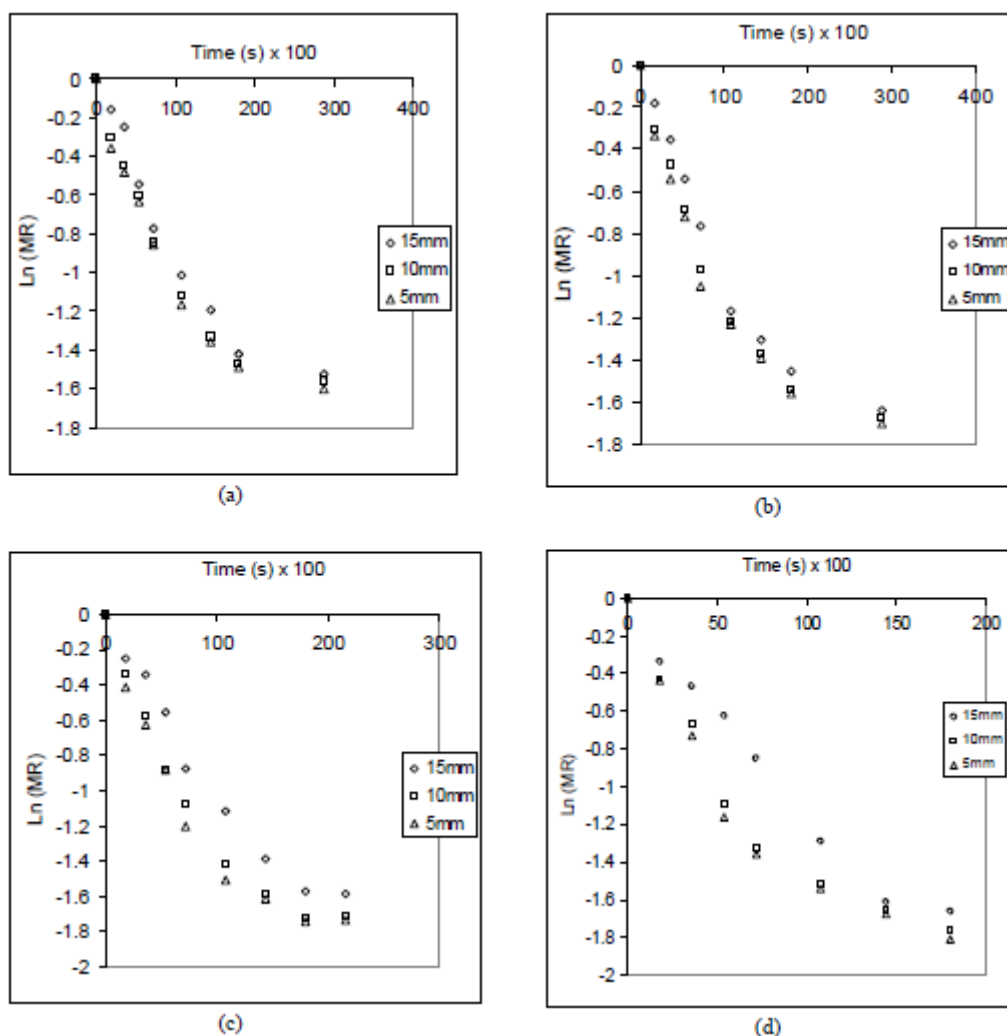 Time (s) x 100
0
0 100 200 300 400
-0.2
-0.4
-0.6
-0.8
-1
-1.2
-1.4
-1.6
-1.8
Ln (MR)
15mm
10mm
5mm
(a)
Time (s) x 100
0
0 100 200 300 400
-0.2
-0.4
-0.6
-0.8
-1
-1.2
-1.4
-1.6
-1.8
Ln (MR)
15mm
10mm
5mm
(b)
Time (s) x 100
0
0 100 200 300
-0.2
-0.4
-0.6
-0.8
-1
-1.2
-1.4
-1.6
-1.8
-2
Ln (MR)
15mm
10mm
5mm
(c)
Time (s) x 100
0
0 50 100 150 200
-0.2
-0.4
-0.6
-0.8
-1
-1.2
-1.4
-1.6
-1.8
-2
Ln (MR)
15mm
10mm
5mm
(d)